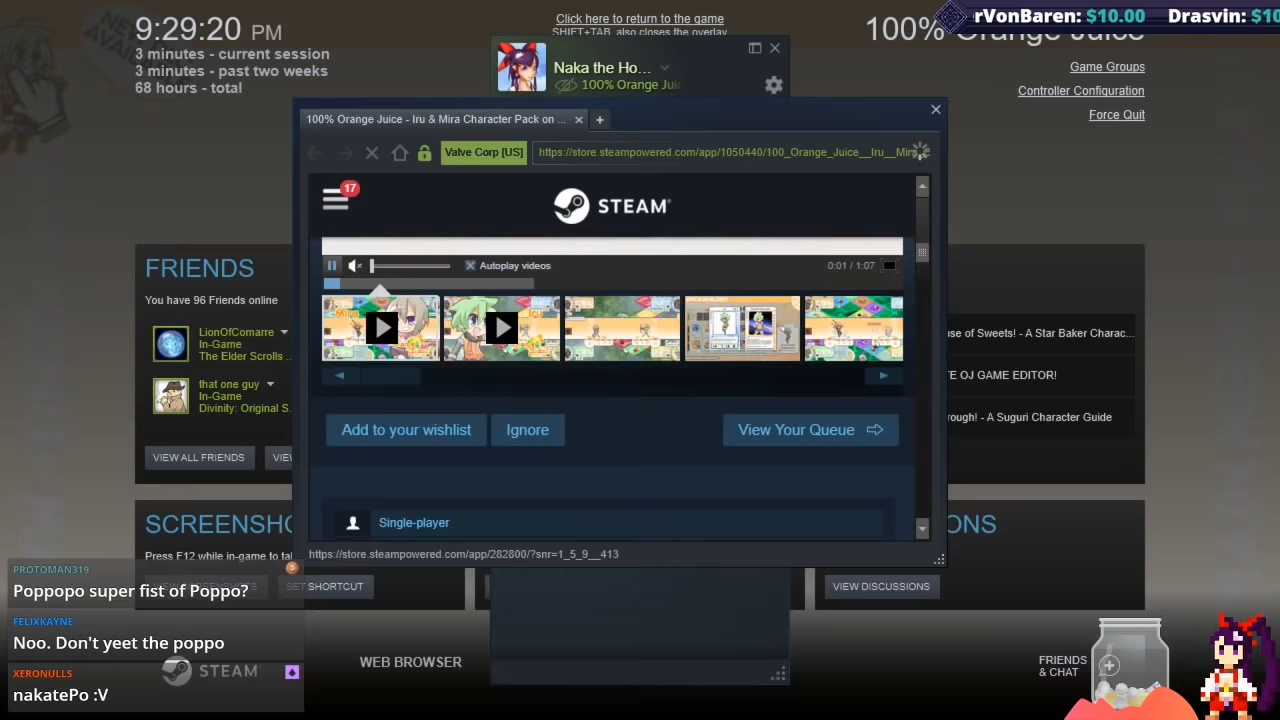 9:29:20 PM
3 minutes - current session
3 minutes - past two weeks
68 hours - total
Click here to return to the game
SHIFT+TAB also closes the overlay
100% Orange Juice
rVonBaren: $10.00 Drasvin: $10
Game Groups
Controller Configuration
Force Quit
Naka the Ho...
100% Orange Juic
100% Orange Juice - Iru & Mira Character Pack on ...
Valve Corp [US]
https://store.steampowered.com/app/1050440/100_Orange_Juice__Iru__Mira
17
STEAM
Autoplay videos
0:01 / 1:07
Mira
Iru
Add to your wishlist
Ignore
View Your Queue
Single-player
https://store.steampowered.com/app/282800/?snr=1_5_9__413
FRIENDS
You have 96 Friends online
LionOfComarre
In-Game
The Elder Scrolls ...
that one guy
In-Game
Divinity: Original S...
VIEW ALL FRIENDS
VIE
se of Sweets! - A Star Baker Charac...
E OJ GAME EDITOR!
rough! - A Suguri Character Guide
SCREENSHO
Press F12 while in-game to ta
SET SHORTCUT
ONS
VIEW DISCUSSIONS
PROTOMAN319
3
Poppopo super fist of Poppo?
FELIXKAYNE
Noo. Don't yeet the poppo
XERONULLS
nakatePo :V
STEAM
WEB BROWSER
FRIENDS
& CHAT